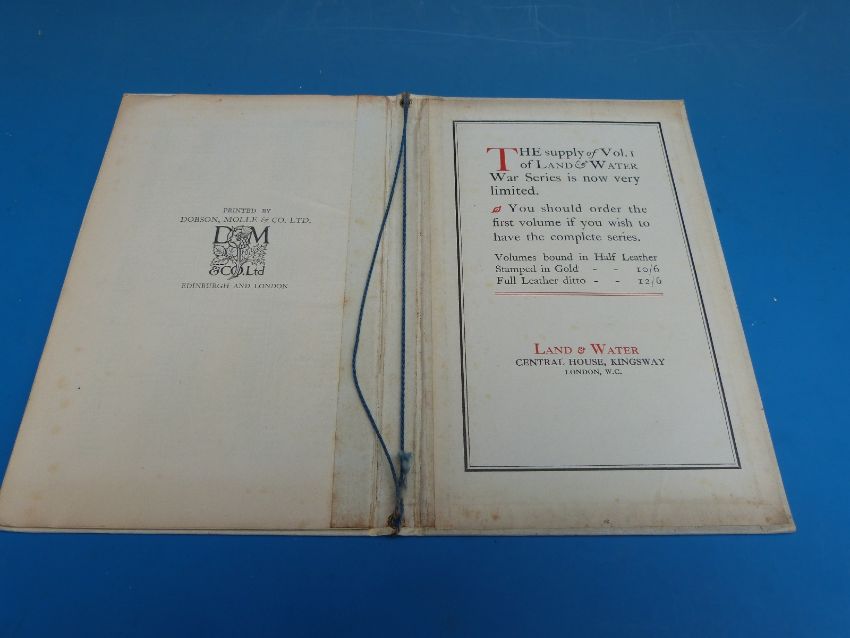 PRINTED BY
DOBSON, MOLLE & CO. LTD.
D M
& CO. Ltd
EDINBURGH AND LONDON
THE supply of Vol. 1
of LAND & WATER
War Series is now very
limited.
You should order the
first volume if you wish to
have the complete series.
Volumes bound in Half Leather
Stamped in Gold - - 10/6
Full Leather ditto - - 12/6
LAND & WATER
CENTRAL HOUSE, KINGSWAY
LONDON, W.C.